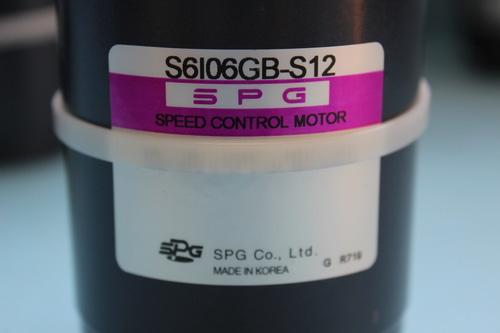 S6I06GB-S12
SPG
SPEED CONTROL MOTOR
SPG SPG Co., Ltd.
MADE IN KOREA
G R719